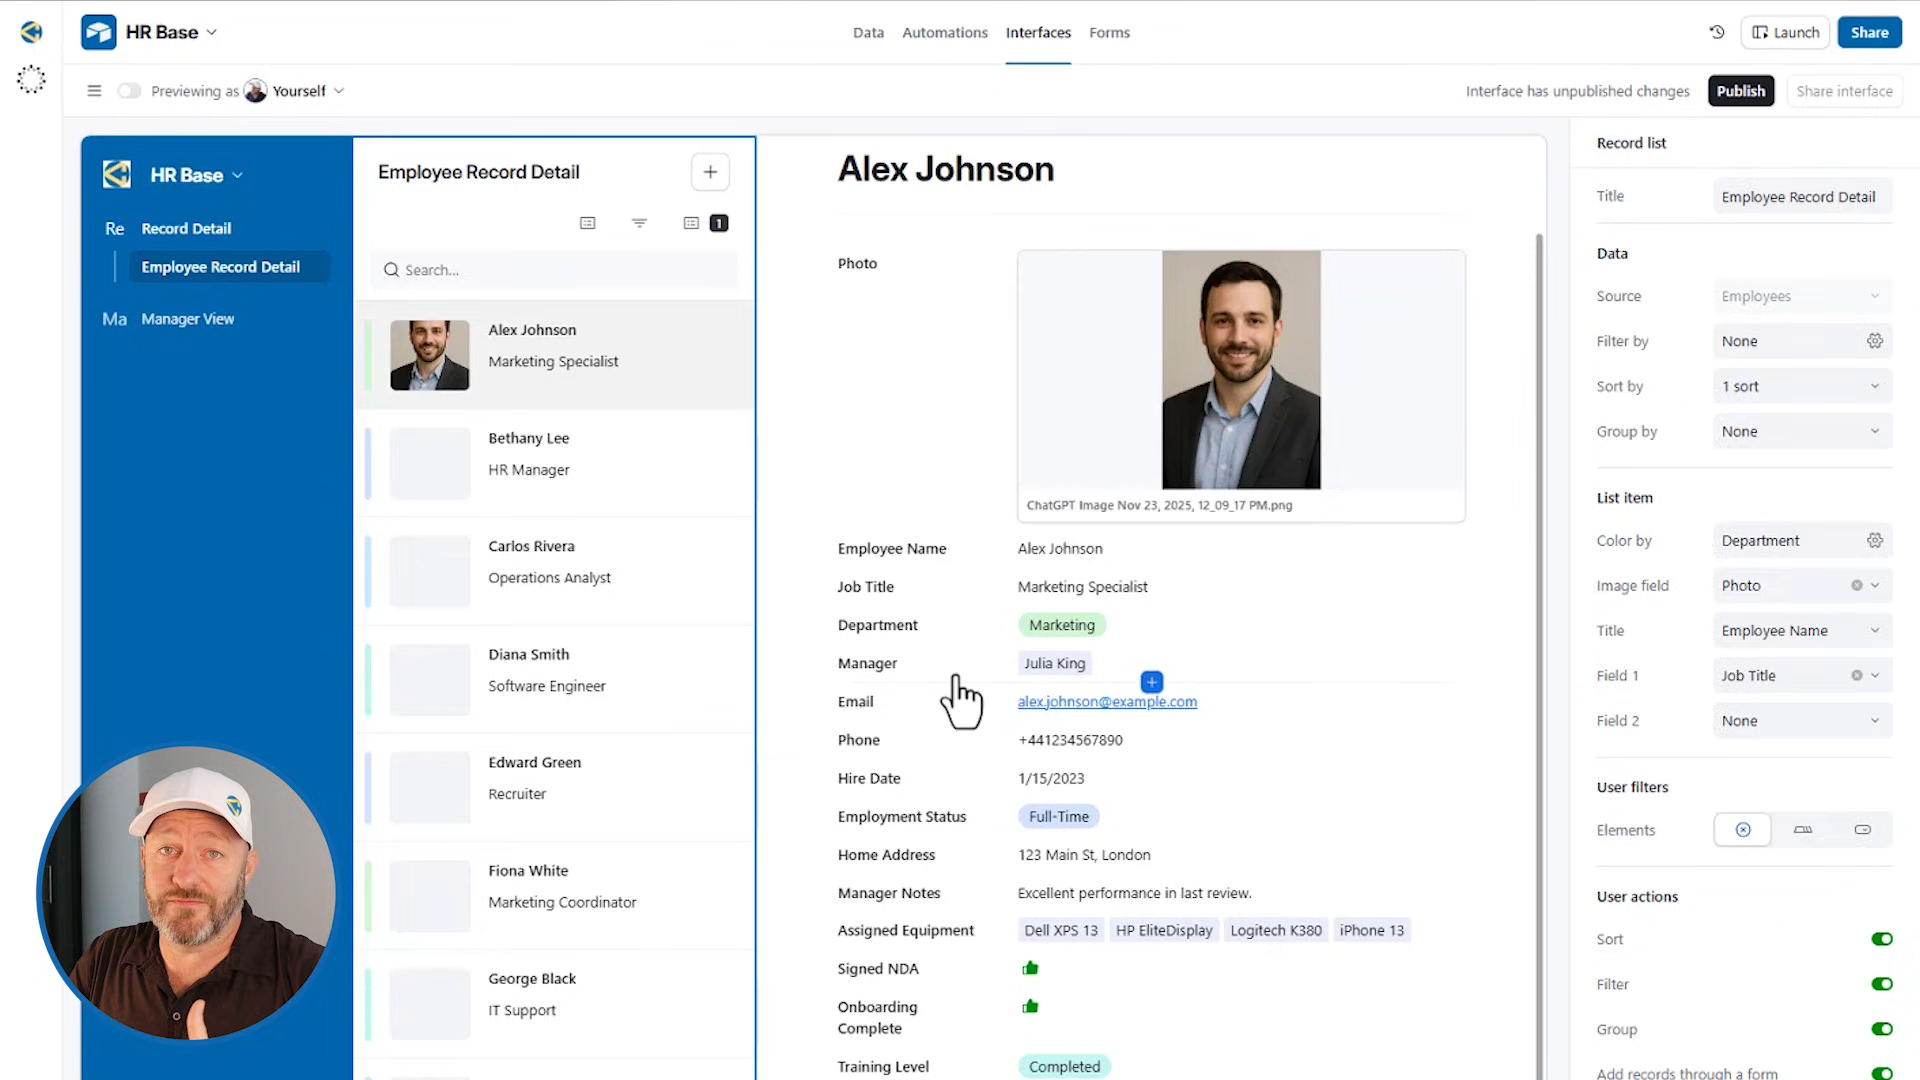 HR Base
Data
Automations
Interfaces
Forms
Launch
Share
Previewing as
Yourself
Interface has unpublished changes
Publish
Share interface
HR Base
Re Record Detail
Employee Record Detail
Ma Manager View
Employee Record Detail
1
Search...
Alex Johnson
Marketing Specialist
Bethany Lee
HR Manager
Carlos Rivera
Operations Analyst
Diana Smith
Software Engineer
Edward Green
Recruiter
Fiona White
Marketing Coordinator
George Black
IT Support
Alex Johnson
Photo
ChatGPT Image Nov 23, 2025, 12_09_17 PM.png
Employee Name Alex Johnson
Job Title Marketing Specialist
Department Marketing
Manager Julia King
Email alex.johnson@example.com
Phone +441234567890
Hire Date 1/15/2023
Employment Status Full-Time
Home Address 123 Main St, London
Manager Notes Excellent performance in last review.
Assigned Equipment Dell XPS 13 HP EliteDisplay Logitech K380 iPhone 13
Signed NDA
Onboarding
Complete
Training Level Completed
Record list
Title Employee Record Detail
Data
Source Employees
Filter by None
Sort by 1 sort
Group by None
List item
Color by Department
Image field Photo
Title Employee Name
Field 1 Job Title
Field 2 None
User filters
Elements
User actions
Sort
Filter
Group
Add records through a form